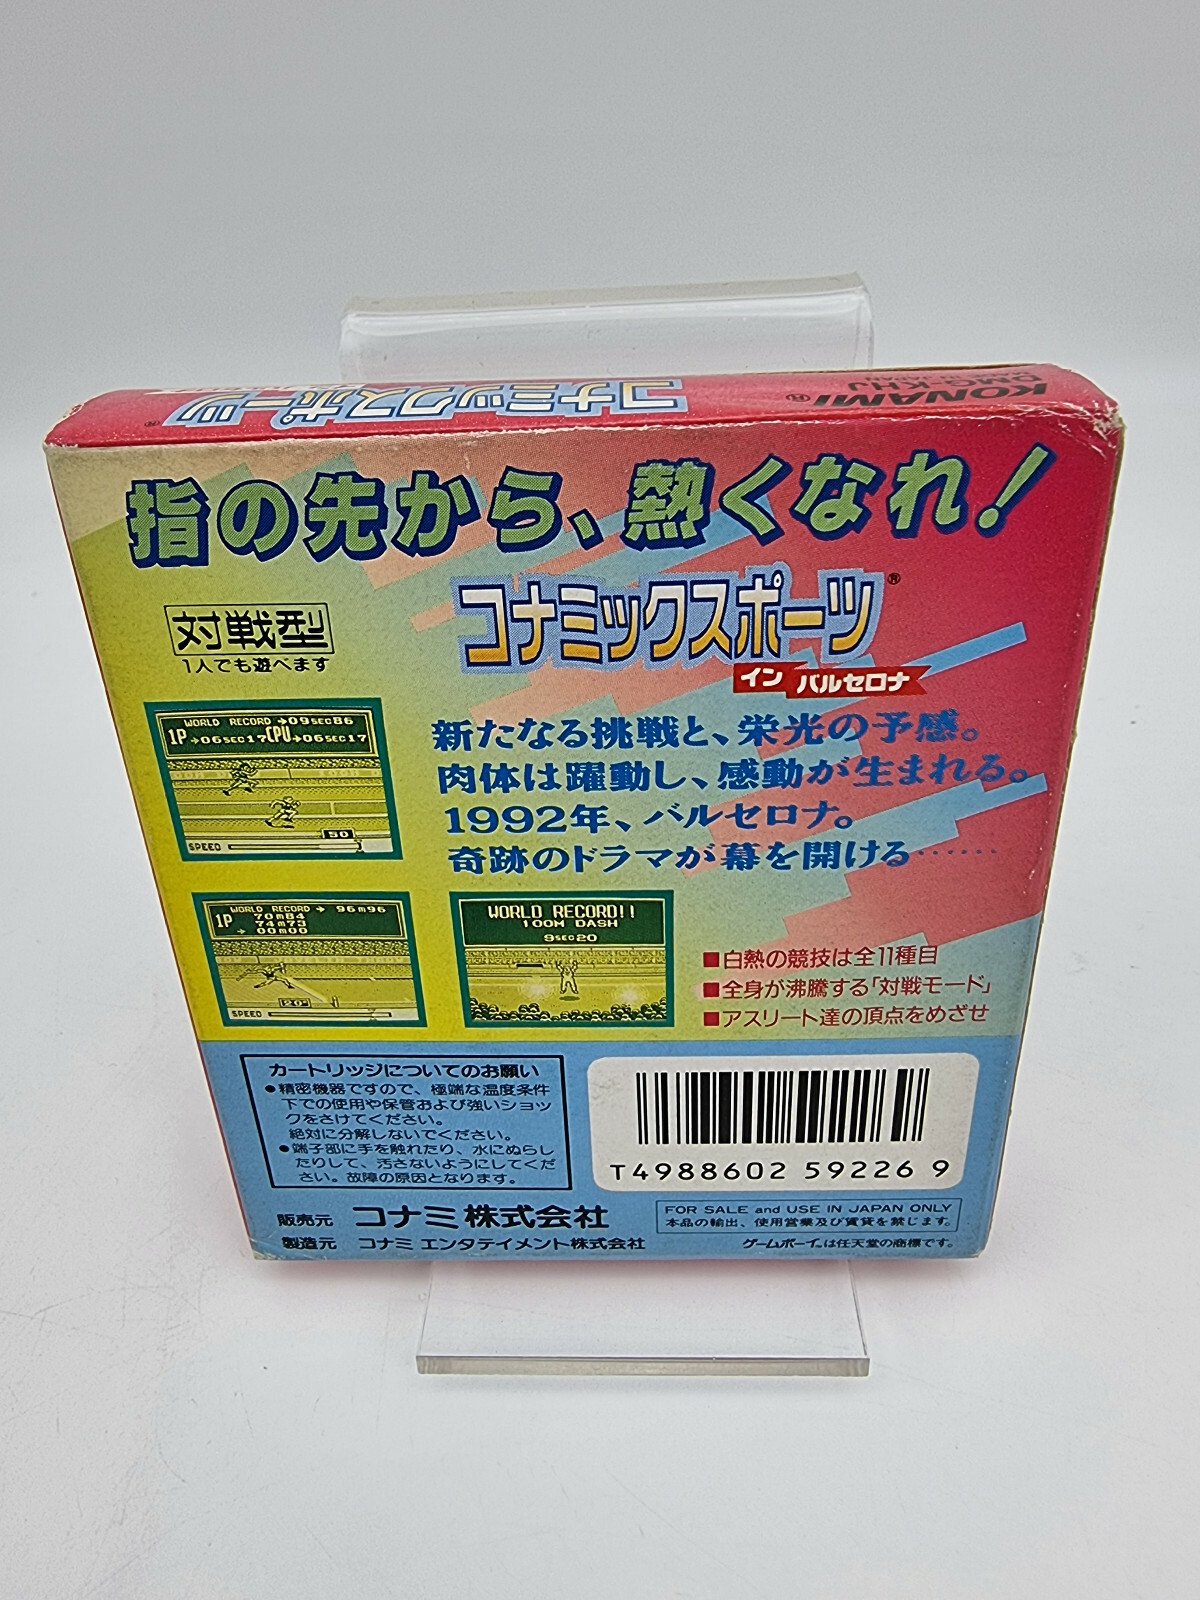 コナミックスポーツ®
KONAMI®
DMG-KHJ
指の先から、熱くなれ!
対戦型
1人でも遊べます
コナミックスポーツ®
イン バルセロナ
新たなる挑戦と、栄光の予感。
肉体は躍動し、感動が生まれる。
1992年、バルセロナ。
奇跡のドラマが幕を開ける……
WORLD RECORD →09SEC86
1P →06SEC17 CPU →06SEC17
50
SPEED
WORLD RECORD → 96m96
1P 70m84
74m73
→ 00m00
SPEED
WORLD RECORD!!
100M DASH
9SEC20
■白熱の競技は全11種目
■全身が沸騰する「対戦モード」
■アスリート達の頂点をめざせ
カートリッジについてのお願い
●精密機器ですので、極端な温度条件
下での使用や保管および強いショッ
クをさけてください。
絶対に分解しないでください。
●端子部に手を触れたり、水にぬらし
たりして、汚さないようにしてくだ
さい。故障の原因となります。
T4988602 592269
販売元 コナミ株式会社
製造元 コナミ エンタテイメント株式会社
FOR SALE and USE IN JAPAN ONLY
本品の輸出、使用営業及び賃貸を禁じます。
ゲームボーイ™は任天堂の商標です。